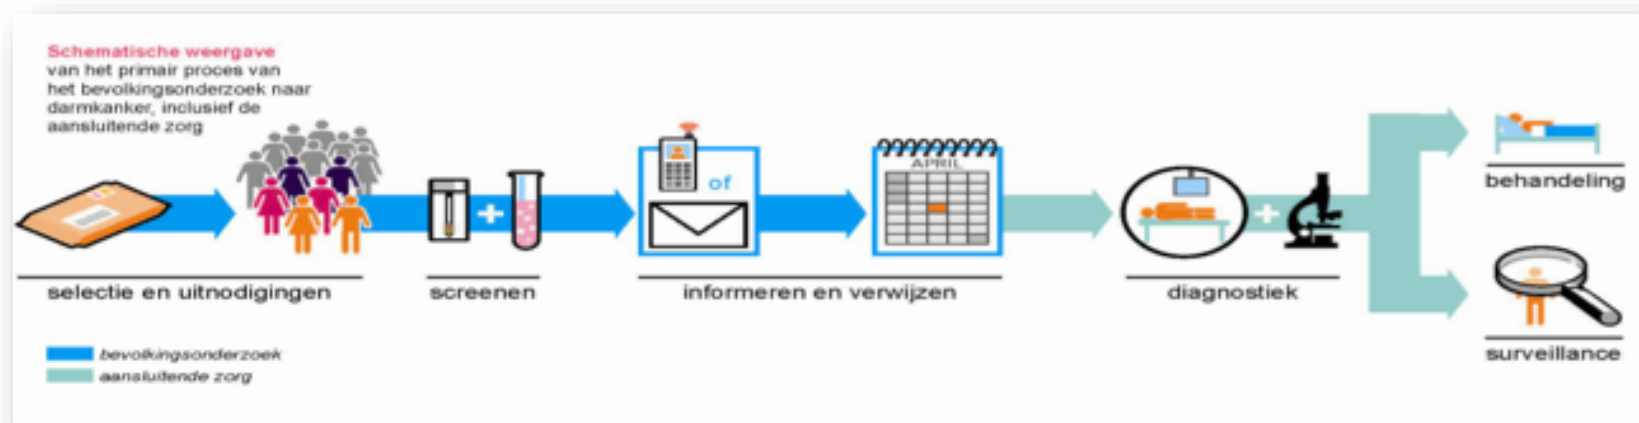 Schematische weergave
van het primair proces van
het bevolkingsonderzoek naar
darmkanker, inclusief de
aansluitende zorg
of
APRIL
selectie en uitnodigingen
screenen
informeren en verwijzen
diagnostiek
behandeling
surveillance
bevolkingsonderzoek
aansluitende zorg